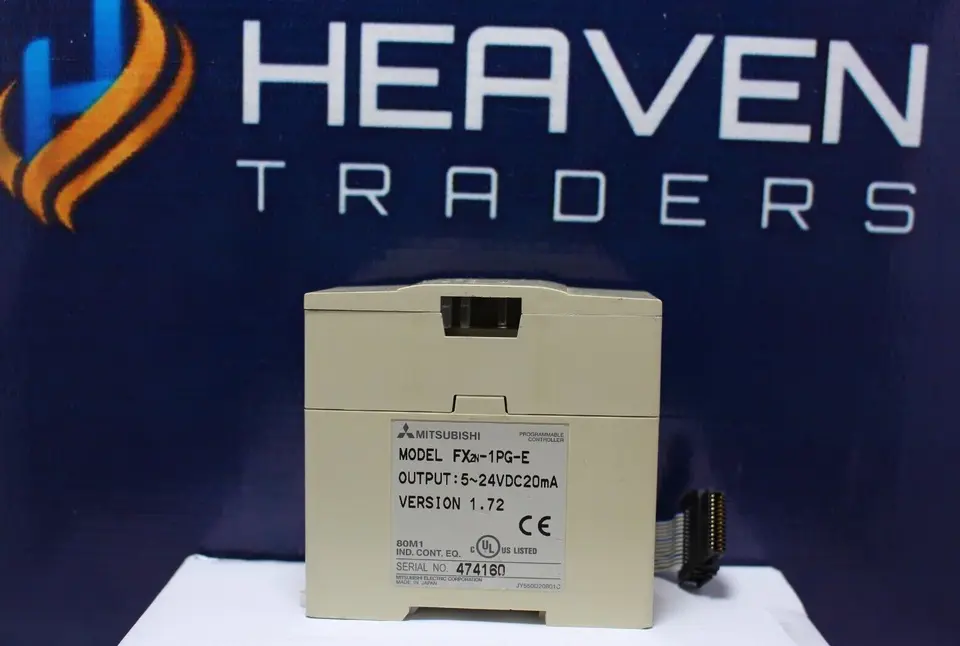 HEAVEN
TRADERS
MITSUBISHI
PROGRAMMABLE
CONTROLLER
MODEL FX2N-1PG-E
OUTPUT:5~24VDC20mA
VERSION 1.72
CE
80M1
IND. CONT. EQ.
C UL US LISTED
SERIAL NO. 474160
MITSUBISHI ELECTRIC CORPORATION
MADE IN JAPAN